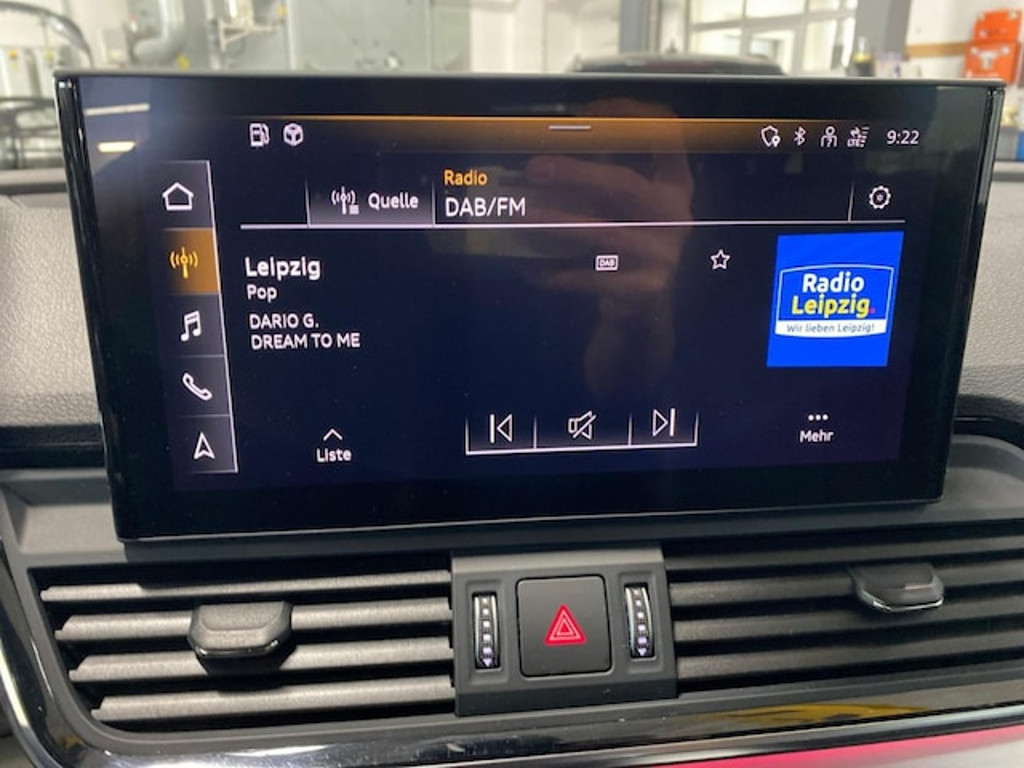 9:22
Quelle
Radio
DAB/FM
Leipzig
Pop
DARIO G.
DREAM TO ME
DAB
Radio
Leipzig.
Wir lieben Leipzig!
Liste
Mehr